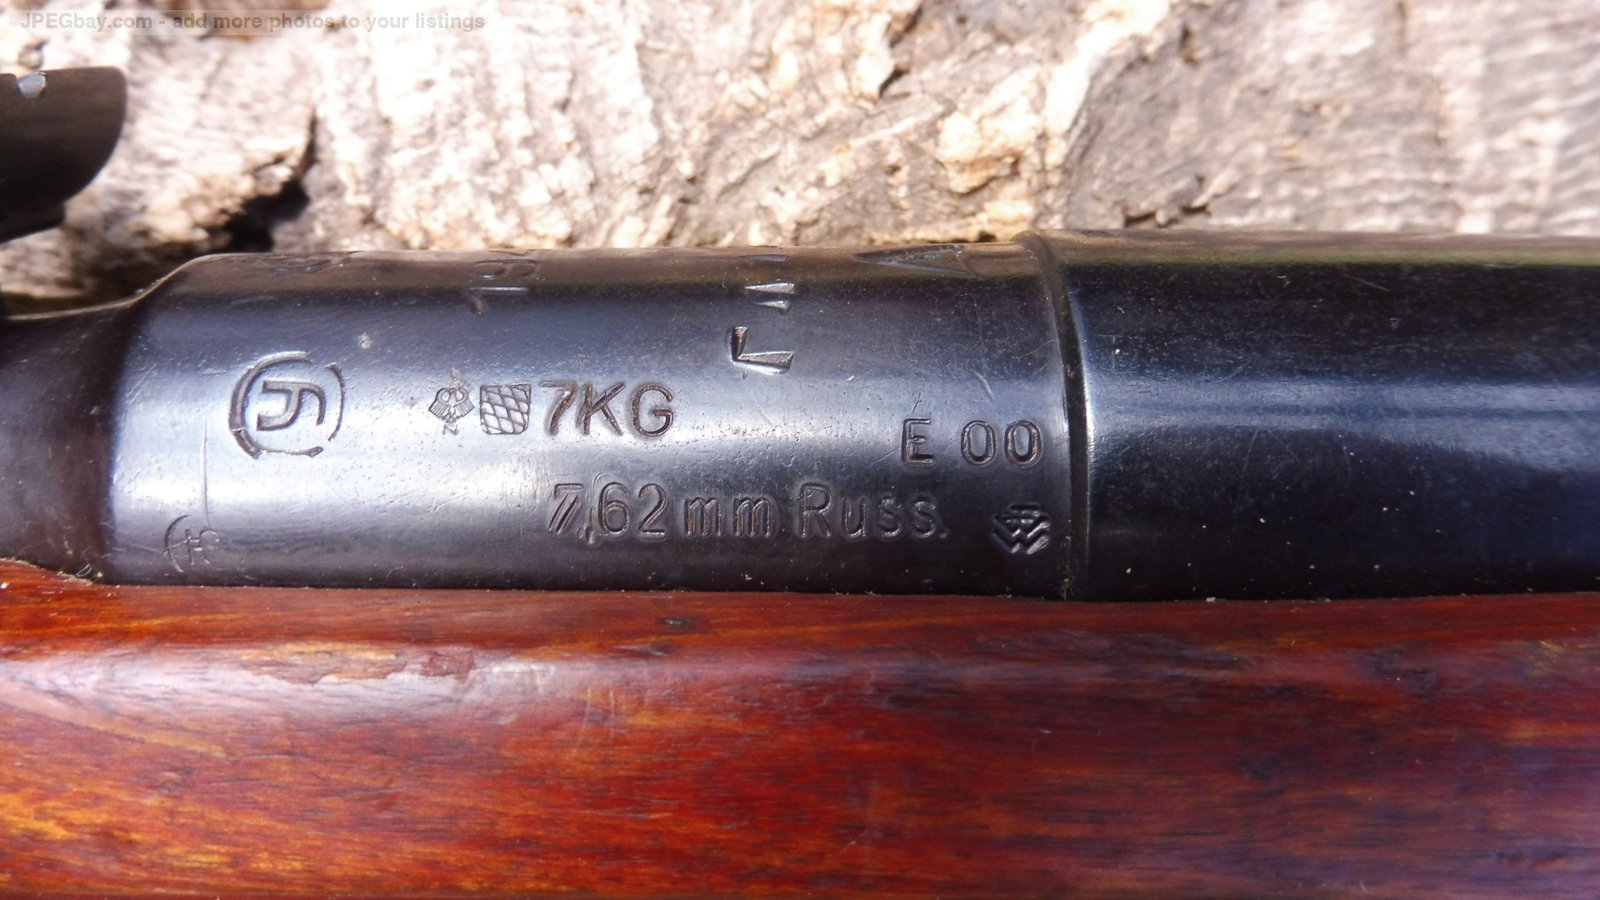 JPEGbay.com - add more photos to your listings
7KG
E 00
7,62 mm Russ.